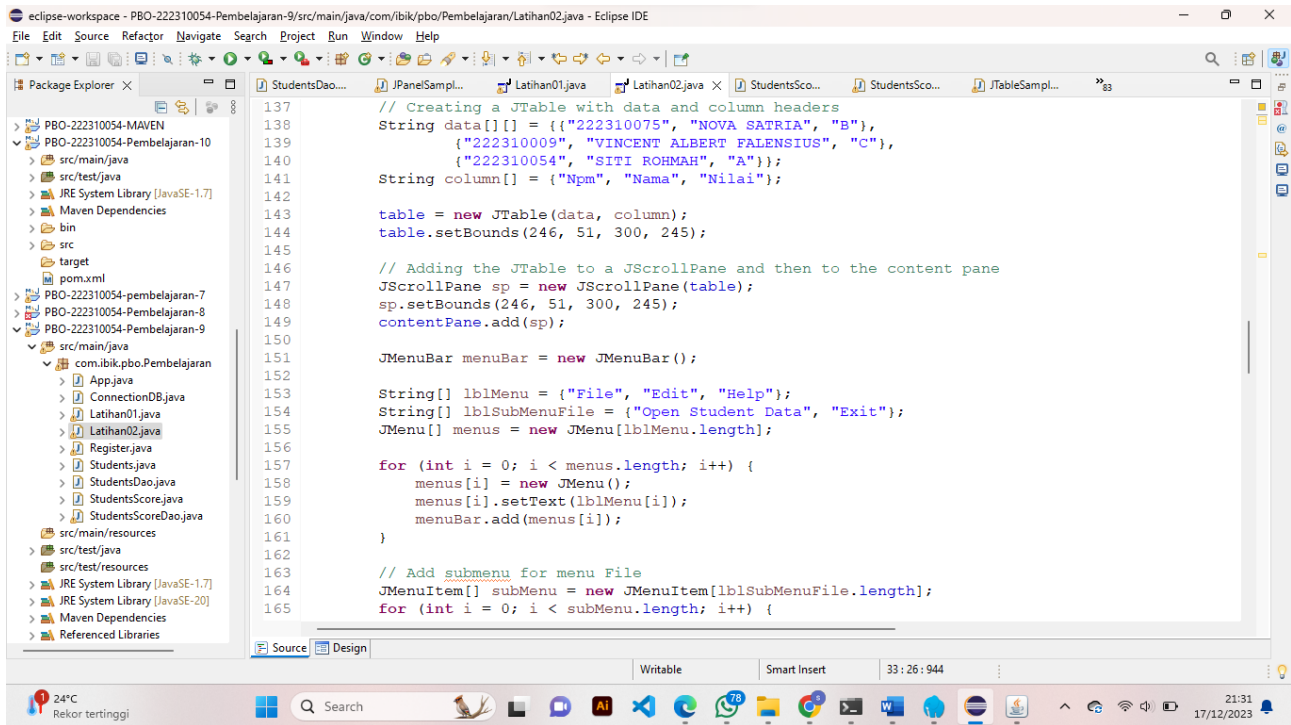 eclipse-workspace - PBO-222310054-Pembelajaran-9/src/main/java/com/ibik/pbo/Pembelajaran/Latihan02.java - Eclipse IDE
File Edit Source Refactor Navigate Search Project Run Window Help
Package Explorer
StudentsDao.... JPanelSampl... Latihan01.java Latihan02.java StudentsSco... StudentsSco... JTableSampl... »83
PBO-222310054-MAVEN
PBO-222310054-Pembelajaran-10
src/main/java
src/test/java
JRE System Library [JavaSE-1.7]
Maven Dependencies
bin
src
target
pom.xml
PBO-222310054-pembelajaran-7
PBO-222310054-Pembelajaran-8
PBO-222310054-Pembelajaran-9
src/main/java
com.ibik.pbo.Pembelajaran
App.java
ConnectionDB.java
Latihan01.java
Latihan02.java
Register.java
Students.java
StudentsDao.java
StudentsScore.java
StudentsScoreDao.java
src/main/resources
src/test/java
src/test/resources
JRE System Library [JavaSE-1.7]
JRE System Library [JavaSE-20]
Maven Dependencies
Referenced Libraries
137 // Creating a JTable with data and column headers
138 String data[][] = {{"222310075", "NOVA SATRIA", "B"},
139 {"222310009", "VINCENT ALBERT FALENSIUS", "C"},
140 {"222310054", "SITI ROHMAH", "A"}};
141 String column[] = {"Npm", "Nama", "Nilai"};
142
143 table = new JTable(data, column);
144 table.setBounds(246, 51, 300, 245);
145
146 // Adding the JTable to a JScrollPane and then to the content pane
147 JScrollPane sp = new JScrollPane(table);
148 sp.setBounds(246, 51, 300, 245);
149 contentPane.add(sp);
150
151 JMenuBar menuBar = new JMenuBar();
152
153 String[] lblMenu = {"File", "Edit", "Help"};
154 String[] lblSubMenuFile = {"Open Student Data", "Exit"};
155 JMenu[] menus = new JMenu[lblMenu.length];
156
157 for (int i = 0; i < menus.length; i++) {
158 menus[i] = new JMenu();
159 menus[i].setText(lblMenu[i]);
160 menuBar.add(menus[i]);
161 }
162
163 // Add submenu for menu File
164 JMenuItem[] subMenu = new JMenuItem[lblSubMenuFile.length];
165 for (int i = 0; i < subMenu.length; i++) {
Source Design
Writable Smart Insert 33 : 26 : 944
1
24°C
Rekor tertinggi
Search
Ai
78
W
21:31
17/12/2023